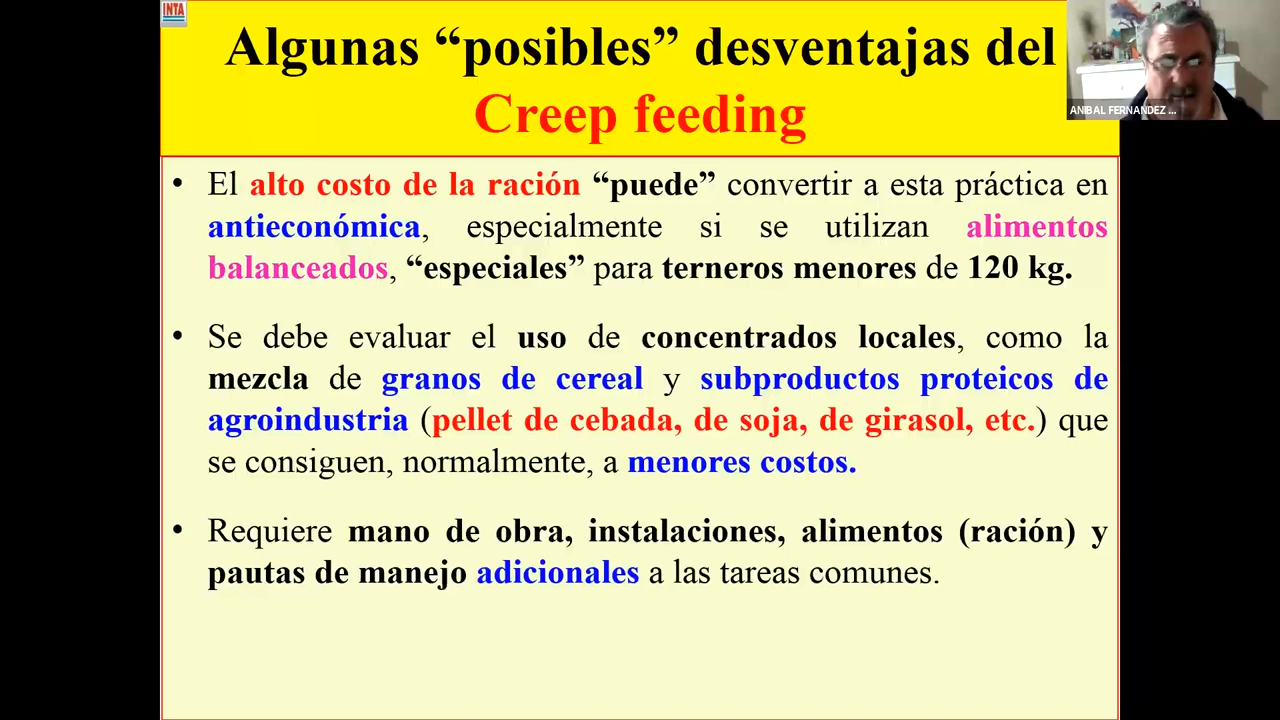 INTA
Algunas “posibles” desventajas del
Creep feeding
ANIBAL FERNANDEZ ...
• El alto costo de la ración “puede” convertir a esta práctica en
antieconómica, especialmente si se utilizan alimentos
balanceados, “especiales” para terneros menores de 120 kg.
• Se debe evaluar el uso de concentrados locales, como la
mezcla de granos de cereal y subproductos proteicos de
agroindustria (pellet de cebada, de soja, de girasol, etc.) que
se consiguen, normalmente, a menores costos.
• Requiere mano de obra, instalaciones, alimentos (ración) y
pautas de manejo adicionales a las tareas comunes.